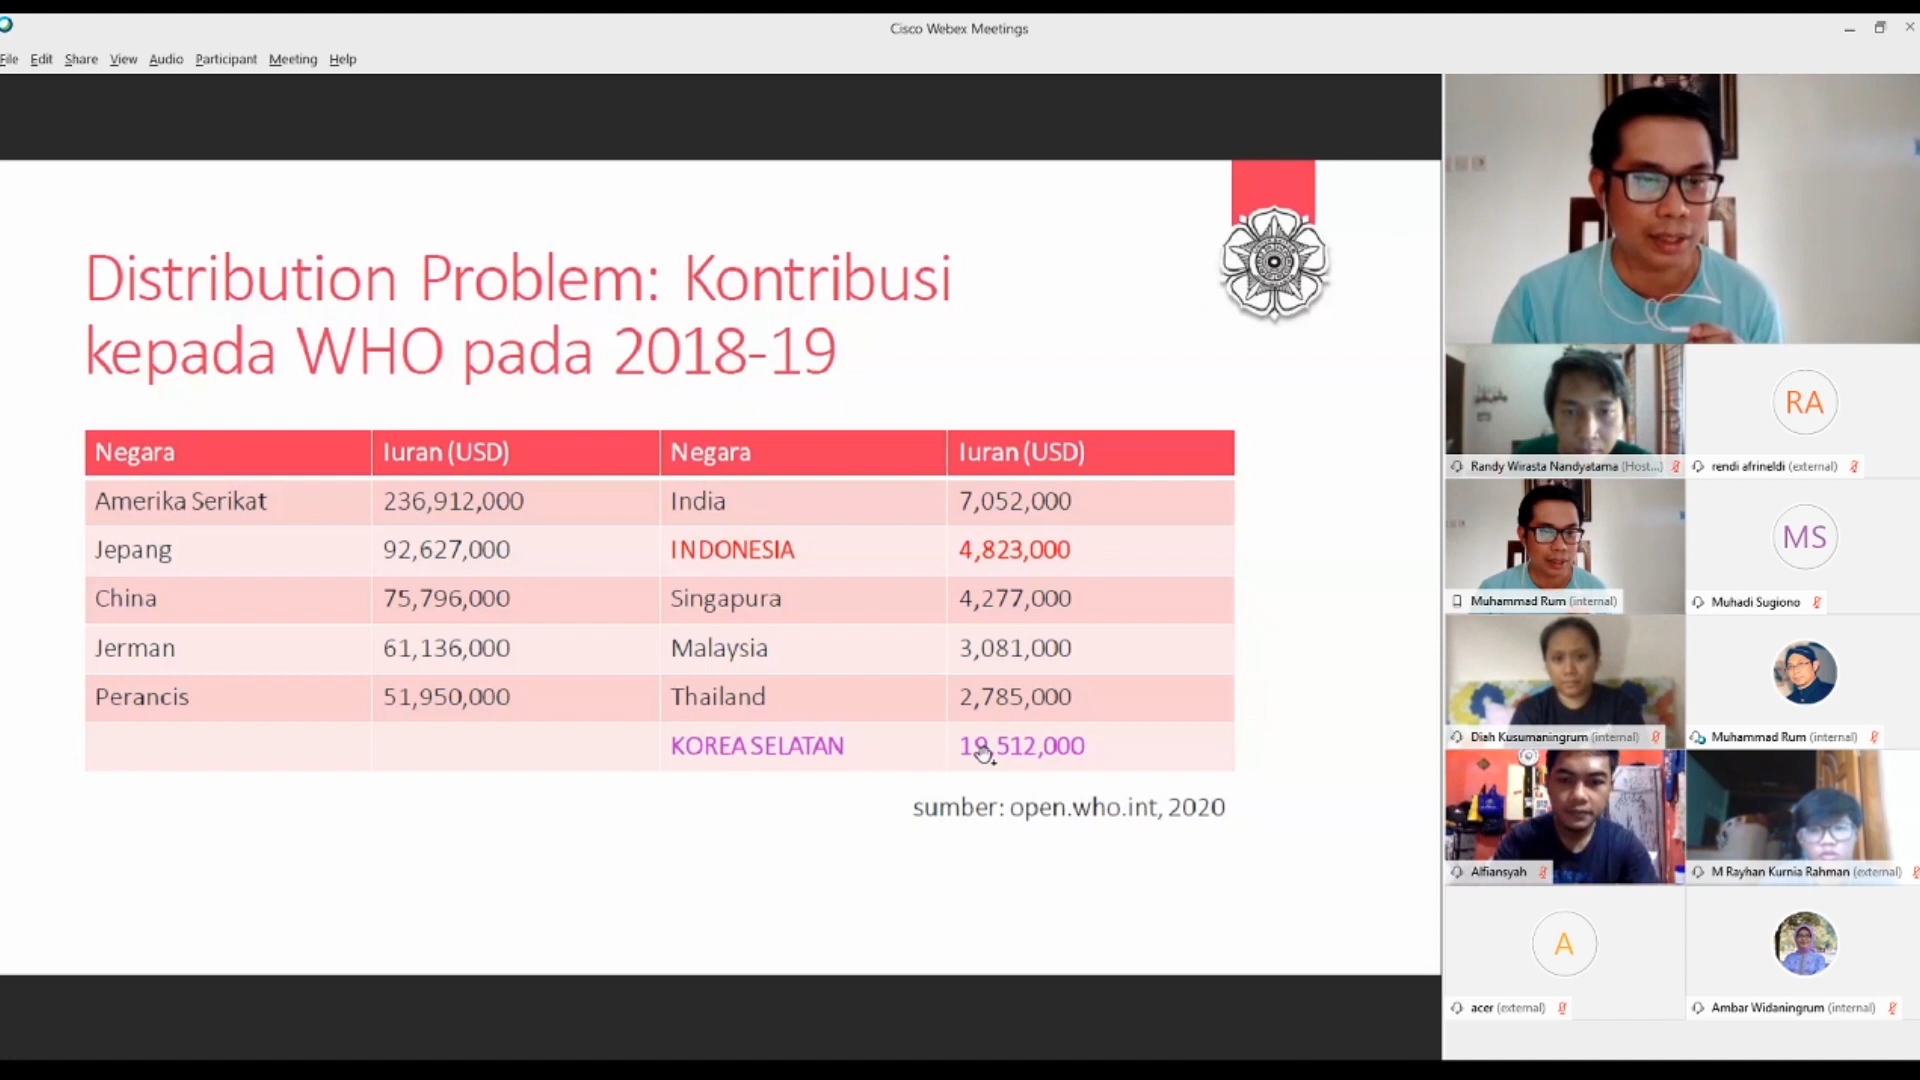 Cisco Webex Meetings
File Edit Share View Audio Participant Meeting Help
Distribution Problem: Kontribusi
kepada WHO pada 2018-19
Negara Iuran (USD) Negara Iuran (USD)
Amerika Serikat 236,912,000 India 7,052,000
Jepang 92,627,000 INDONESIA 4,823,000
China 75,796,000 Singapura 4,277,000
Jerman 61,136,000 Malaysia 3,081,000
Perancis 51,950,000 Thailand 2,785,000
KOREA SELATAN 19,512,000
sumber: open.who.int, 2020
RA
Randy Wirasta Nandyatama (Host...) rendi afrineldi (external)
MS
Muhammad Rum (internal) Muhadi Sugiono
Diah Kusumaningrum (internal) Muhammad Rum (internal)
Alfiansyah M Rayhan Kurnia Rahman (external)
A
acer (external) Ambar Widaningrum (internal)